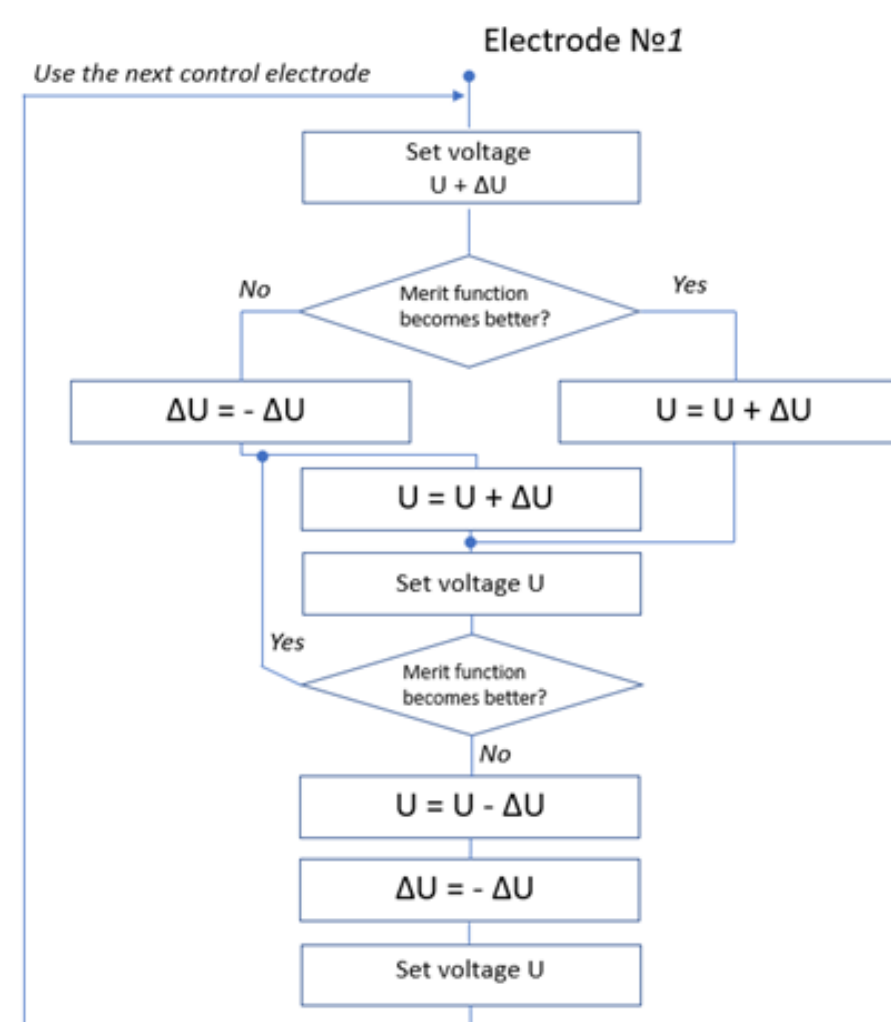 Electrode №1
Use the next control electrode
Set voltage
U + ΔU
No
Yes
Merit function
becomes better?
ΔU = - ΔU
U = U + ΔU
U = U + ΔU
Set voltage U
Yes
Merit function
becomes better?
No
U = U - ΔU
ΔU = - ΔU
Set voltage U